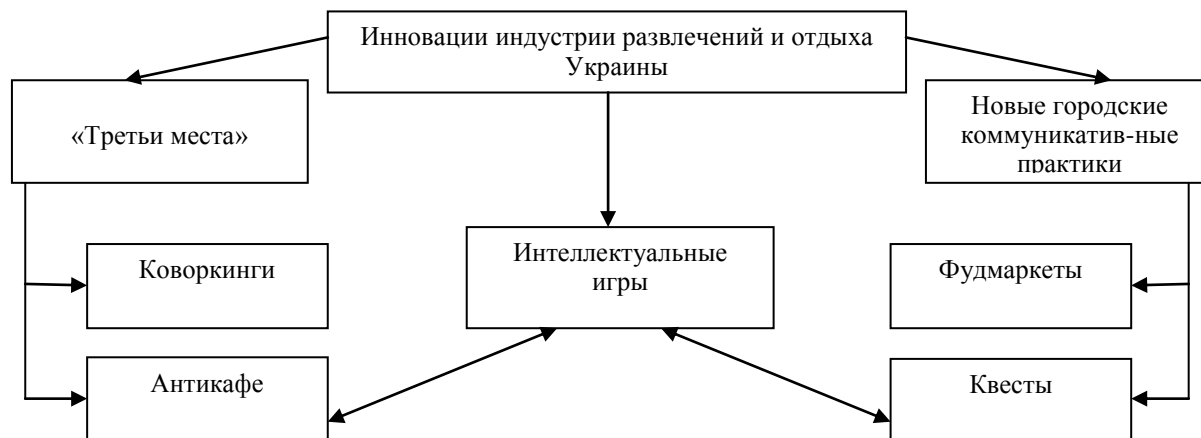 Инновации индустрии развлечений и отдыха
Украины
«Третьи места»
Новые городские
коммуникатив-ные
практики
Коворкинги
Интеллектуальные
игры
Фудмаркеты
Антикафе
Квесты